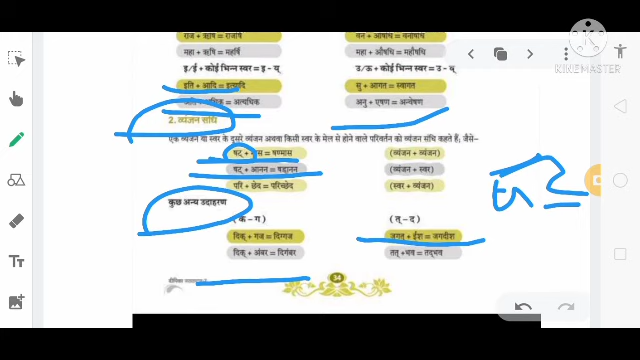 राज + ऋषि = राजर्षि
वन + औषधि = वनौषधि
महा + ऋषि = महर्षि
महा + औषधि = महौषधि
इ/ई + कोई भिन्न स्वर = इ - य्
उ/ऊ + कोई भिन्न स्वर = उ - व्
इति + आदि = इत्यादि
सु + आगत = स्वागत
अति + अधिक = अत्यधिक
अनु + एषण = अन्वेषण
2. व्यंजन संधि
एक व्यंजन या स्वर के दूसरे व्यंजन अथवा किसी स्वर के मेल से होने वाले परिवर्तन को व्यंजन संधि कहते हैं, जैसे-
षट् + मास = षण्मास
(व्यंजन + व्यंजन)
षट् + आनन = षडानन
(व्यंजन + स्वर)
परि + छेद = परिच्छेद
(स्वर + व्यंजन)
कुछ अन्य उदाहरण
( क - ग )
( त् - द )
दिक् + गज = दिग्गज
जगत् + ईश = जगदीश
दिक् + अंबर = दिगंबर
तत् +भव = तद्भव
34
KINEMASTER
Tт